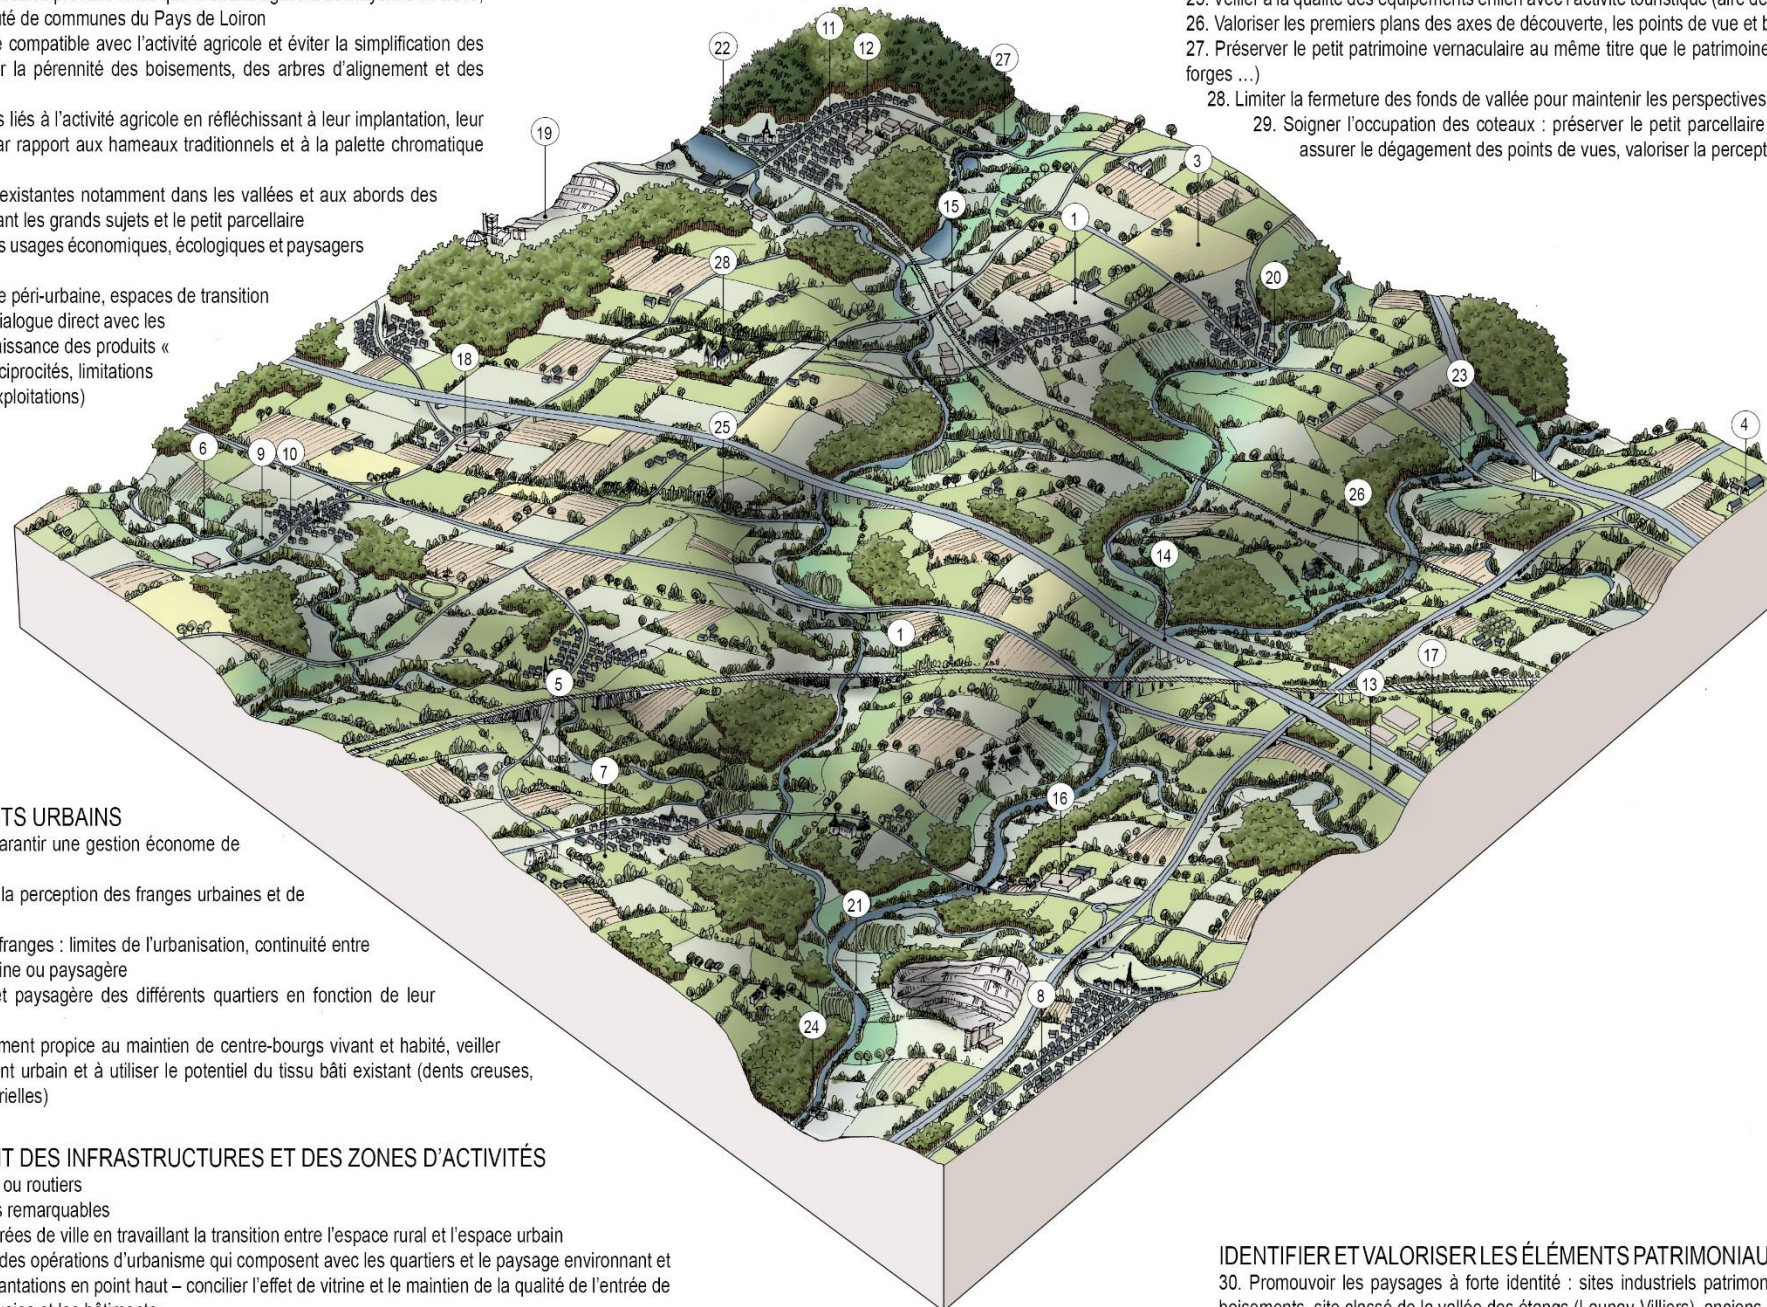 uté de communes du Pays de Loiron
e compatible avec l'activité agricole et éviter la simplification des
r la pérennité des boisements, des arbres d'alignement et des
s liés à l'activité agricole en réfléchissant à leur implantation, leur
ar rapport aux hameaux traditionnels et à la palette chromatique
existantes notamment dans les vallées et aux abords des
ant les grands sujets et le petit parcellaire
s usages économiques, écologiques et paysagers
e péri-urbaine, espaces de transition
ialogue direct avec les
aissance des produits «
ciprocités, limitations
xploitations)
26. Valoriser les premiers plans des axes de découverte, les points de vue et b
27. Préserver le petit patrimoine vernaculaire au même titre que le patrimoine
forges ...)
28. Limiter la fermeture des fonds de vallée pour maintenir les perspectives
29. Soigner l'occupation des coteaux : préserver le petit parcellaire
assurer le dégagement des points de vues, valoriser la percept
11
22
12
27
19
3
15
1
28
20
18
23
25
4
6
9
10
26
14
1
17
5
13
7
16
21
8
24
TS URBAINS
arantir une gestion économe de
la perception des franges urbaines et de
franges : limites de l'urbanisation, continuité entre
ine ou paysagère
et paysagère des différents quartiers en fonction de leur
ment propice au maintien de centre-bourgs vivant et habité, veiller
nt urbain et à utiliser le potentiel du tissu bâti existant (dents creuses,
rielles)
T DES INFRASTRUCTURES ET DES ZONES D'ACTIVITÉS
ou routiers
s remarquables
rées de ville en travaillant la transition entre l'espace rural et l'espace urbain
des opérations d'urbanisme qui composent avec les quartiers et le paysage environnant et
antations en point haut – concilier l'effet de vitrine et le maintien de la qualité de l'entrée de
IDENTIFIER ET VALORISER LES ÉLÉMENTS PATRIMONIAU
30. Promouvoir les paysages à forte identité : sites industriels patrimon